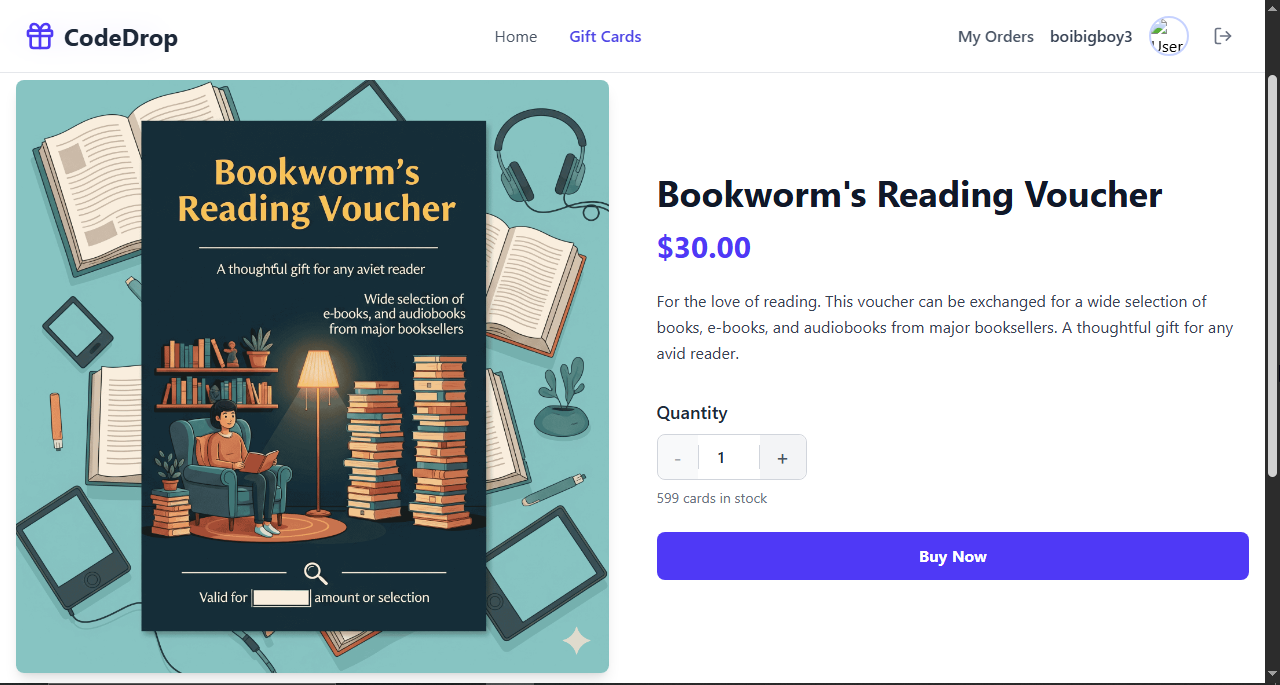 CodeDrop
Home
Gift Cards
My Orders
boibigboy3
User
Bookworm's
Reading Voucher
A thoughtful gift for any aviet reader
Wide selection of
e-books, and audiobooks
from major booksellers
Valid for amount or selection
Bookworm's Reading Voucher
$30.00
For the love of reading. This voucher can be exchanged for a wide selection of
books, e-books, and audiobooks from major booksellers. A thoughtful gift for any
avid reader.
Quantity
- 1 +
599 cards in stock
Buy Now